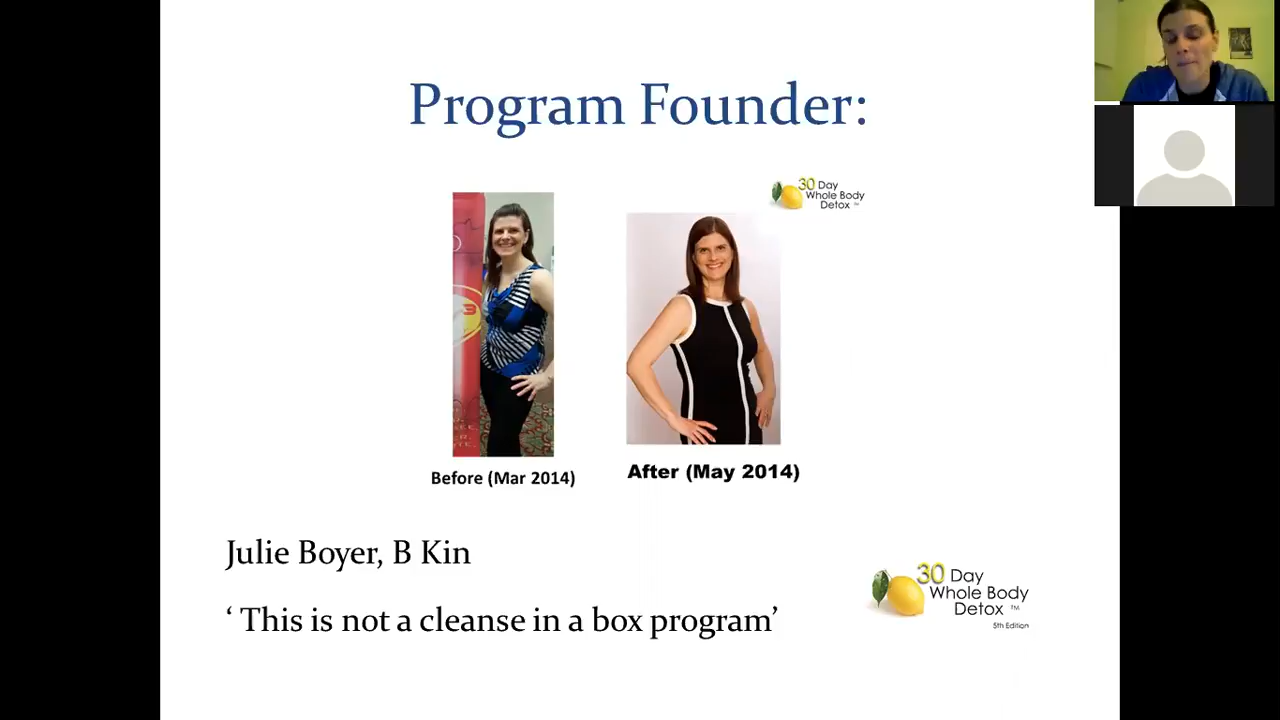 Program Founder:
30 Day
Whole Body
Detox ™
Before (Mar 2014)
After (May 2014)
Julie Boyer, B Kin
‘ This is not a cleanse in a box program’
30 Day
Whole Body
Detox ™
5th Edition